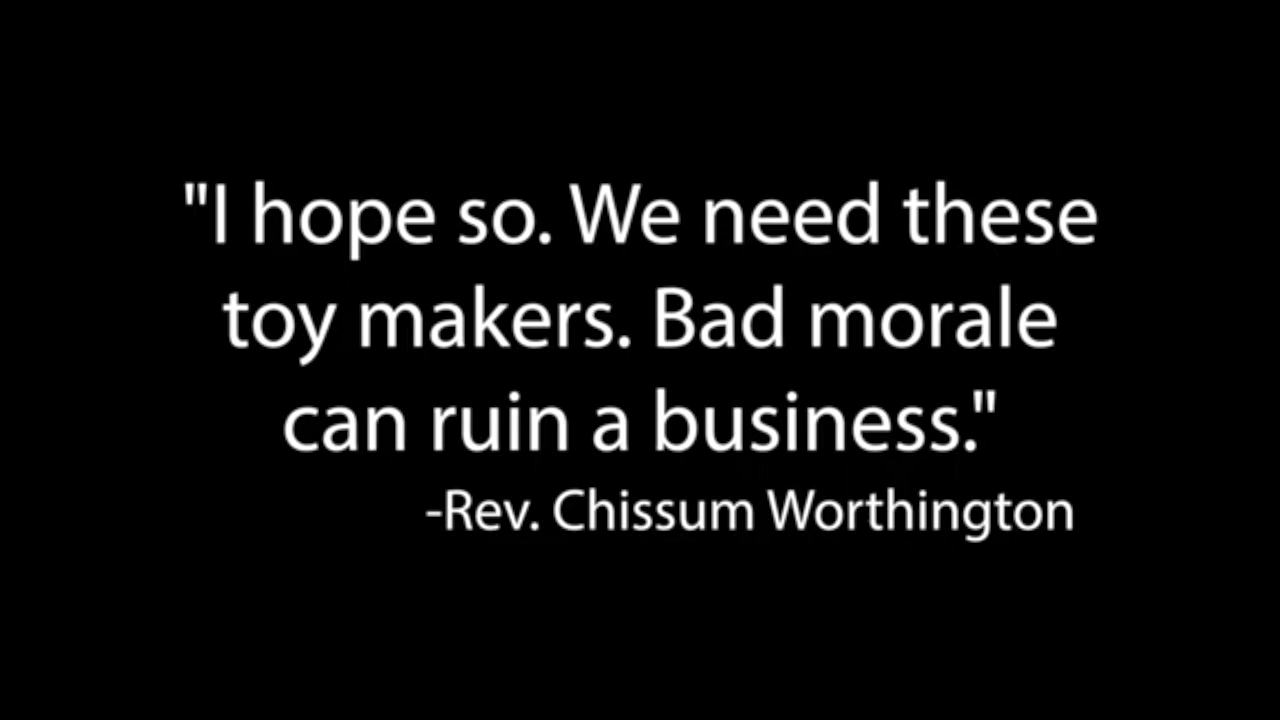 "I hope so. We need these
toy makers. Bad morale
can ruin a business."
-Rev. Chissum Worthington